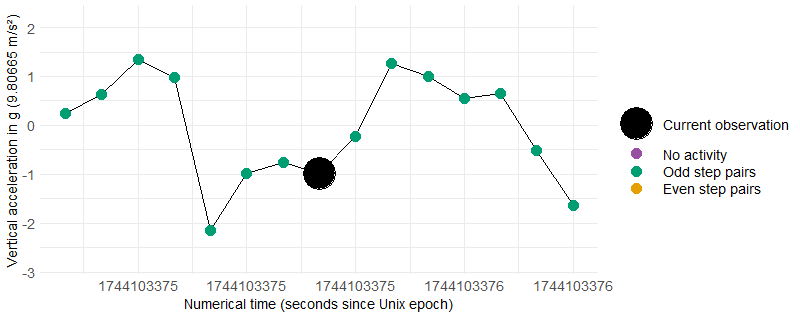 Vertical acceleration in g (9.80665 m/s²)
2
1
0
-1
-2
-3
1744103375 1744103375 1744103375 1744103376 1744103376
Numerical time (seconds since Unix epoch)
Current observation
No activity
Odd step pairs
Even step pairs